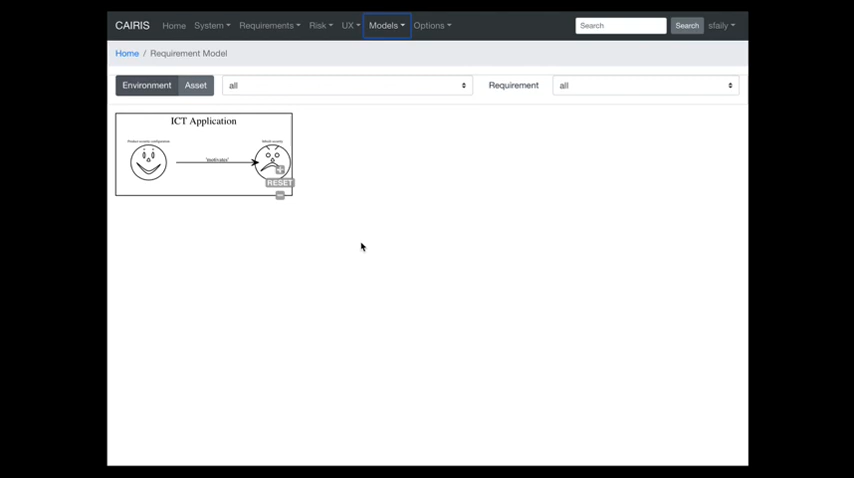 CAIRIS Home System Requirements Risk UX Models Options Search Search sfaily
Home / Requirement Model
Environment Asset all Requirement all
ICT Application
'motivates'
RESET